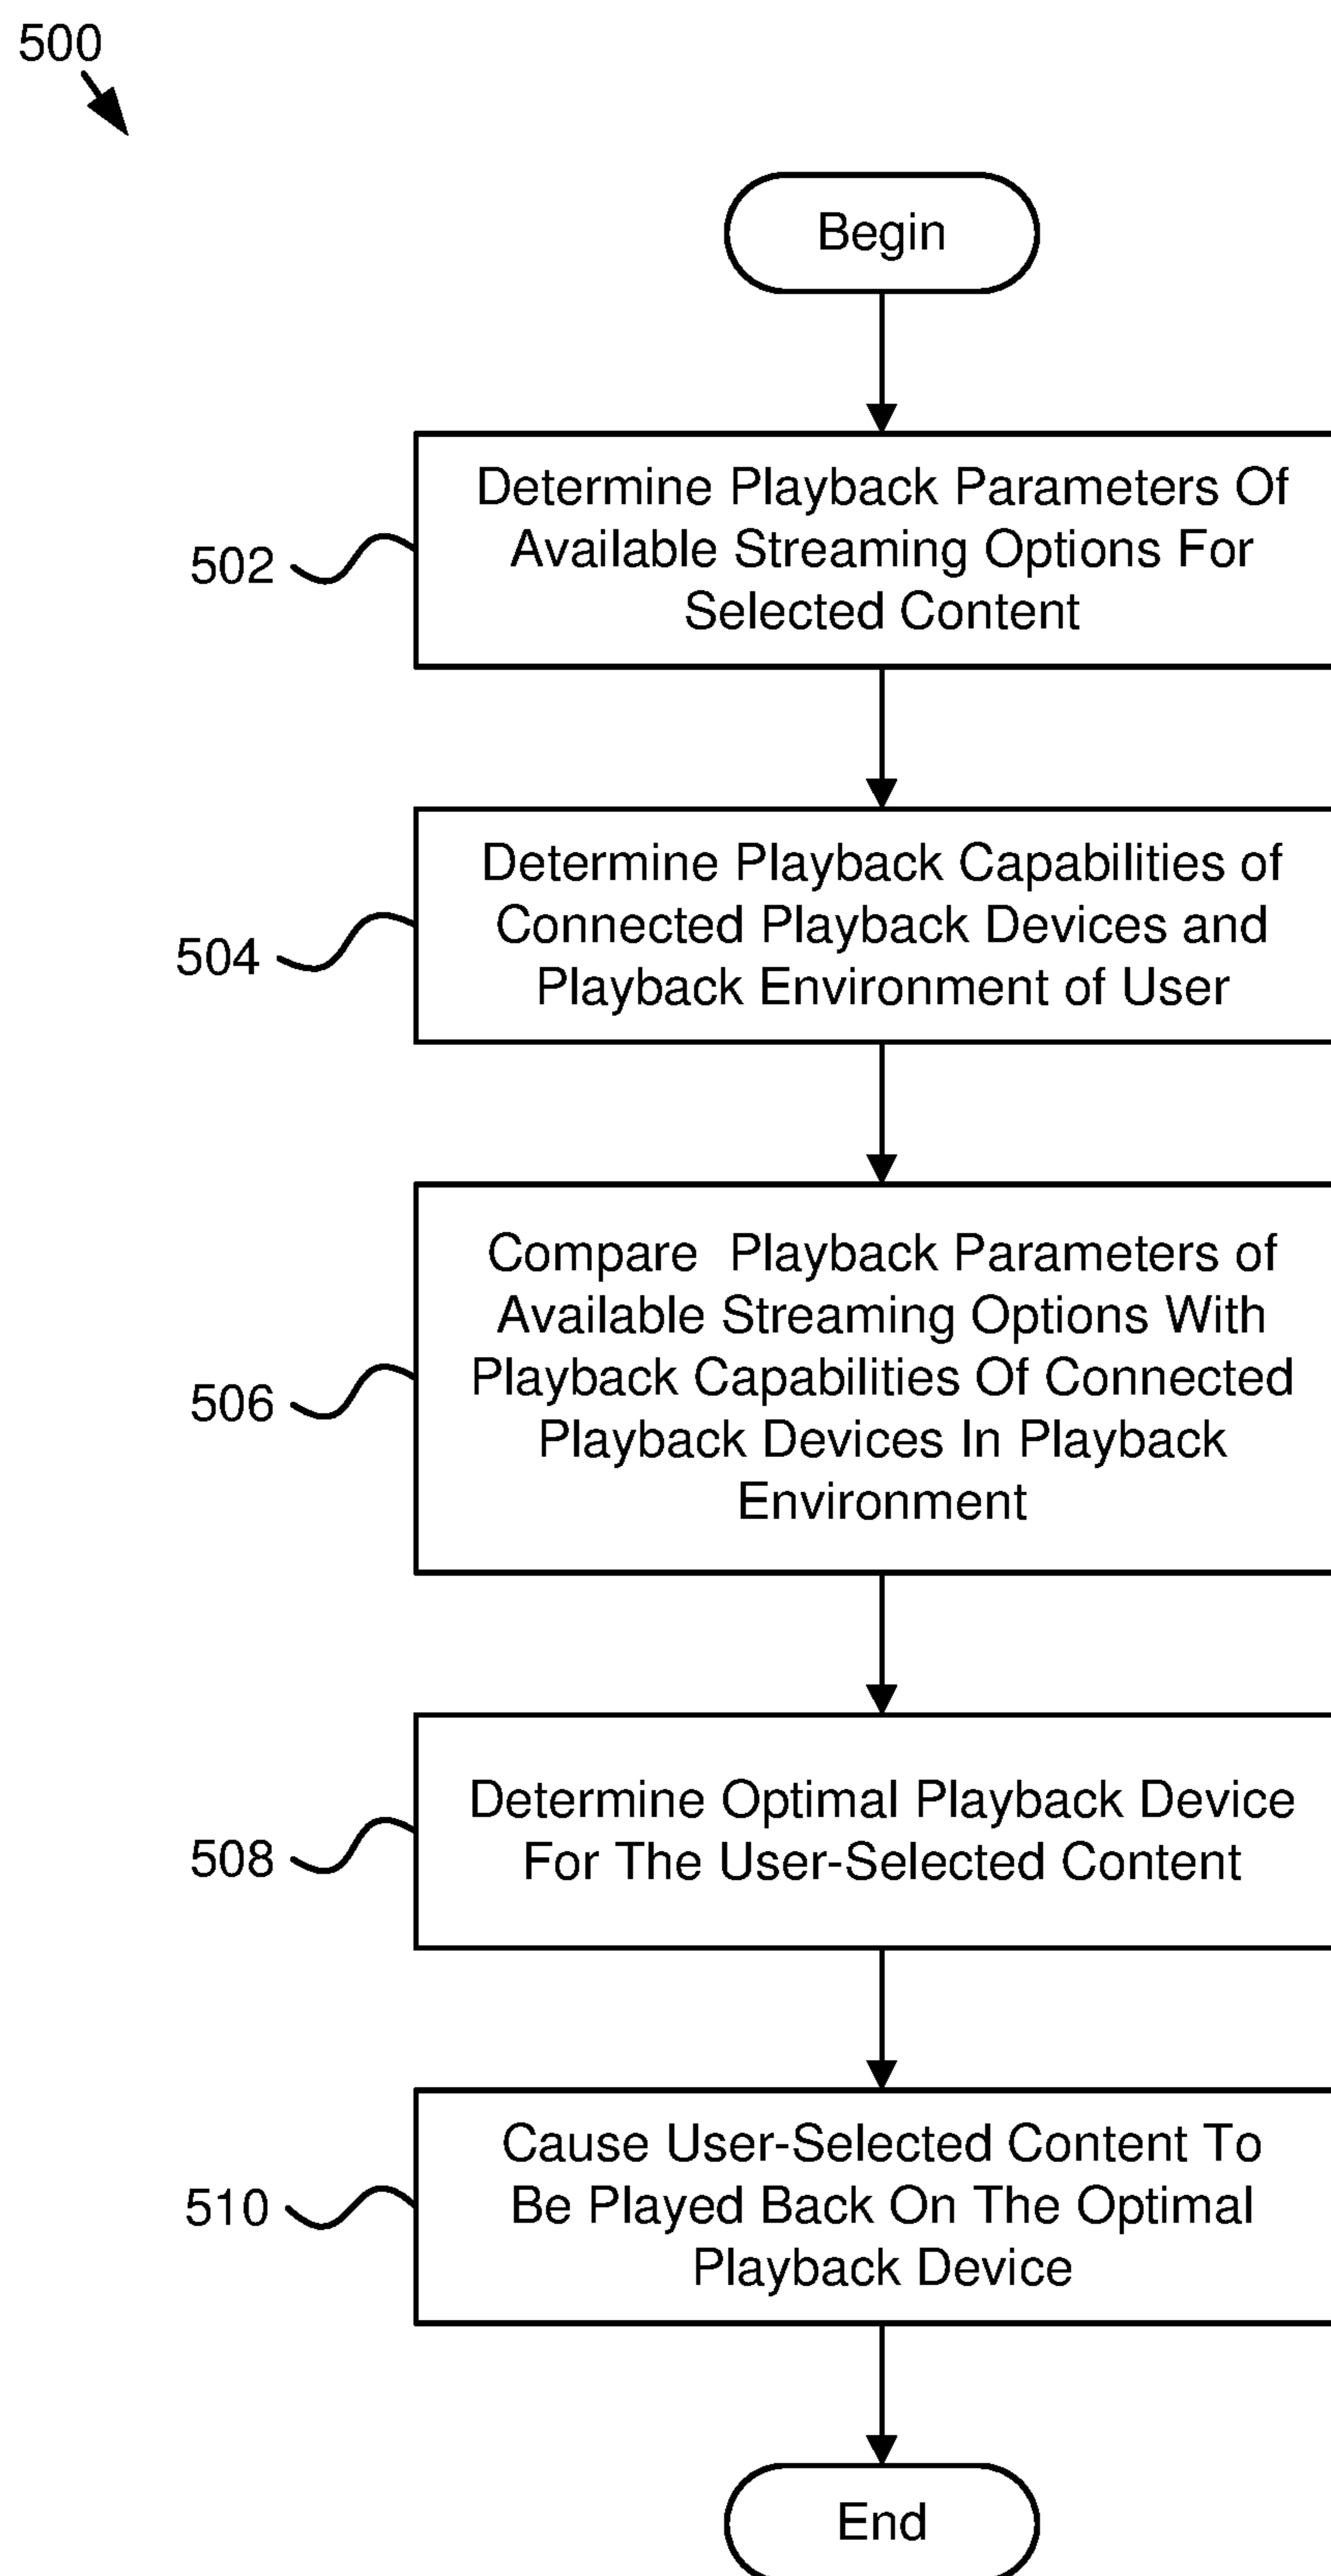 500
Begin
502
Determine Playback Parameters Of
Available Streaming Options For
Selected Content
504
Determine Playback Capabilities of
Connected Playback Devices and
Playback Environment of User
506
Compare  Playback Parameters of
Available Streaming Options With
Playback Capabilities Of Connected
Playback Devices In Playback
Environment
508
Determine Optimal Playback Device
For The User-Selected Content
510
Cause User-Selected Content To
Be Played Back On The Optimal
Playback Device
End